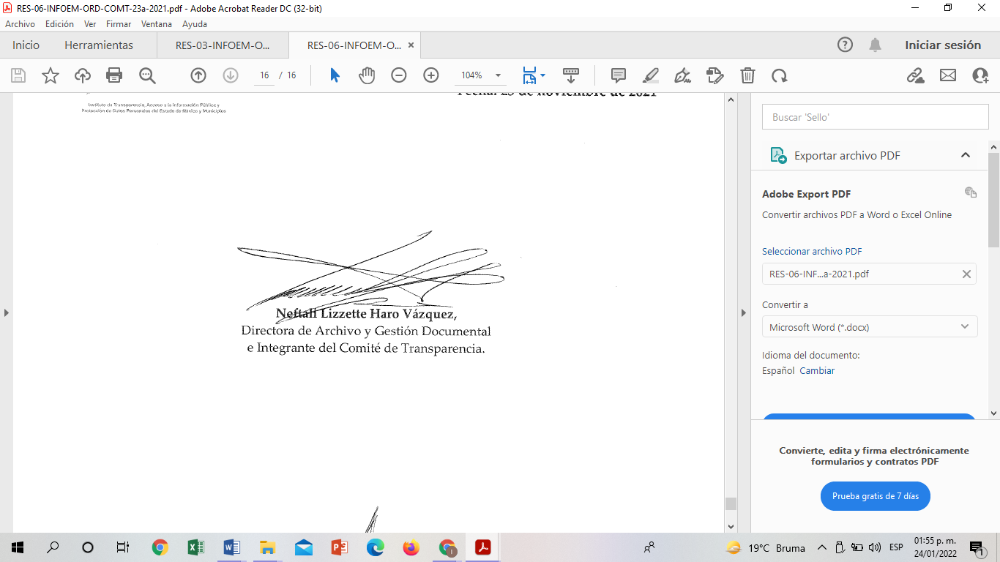 RES-06-INFOEM-ORD-COMT-23a-2021.pdf - Adobe Acrobat Reader DC (32-bit)
Archivo Edición Ver Firmar Ventana Ayuda
Inicio Herramientas RES-03-INFOEM-O... RES-06-INFOEM-O... Iniciar sesión
16 / 16 104%
Fecha: 25 de noviembre de 2021
Instituto de Transparencia, Acceso a la Información Pública y
Protección de Datos Personales del Estado de México y Municipios
Neftalí Lizzette Haro Vázquez,
Directora de Archivo y Gestión Documental
e Integrante del Comité de Transparencia.
Buscar 'Sello'
Exportar archivo PDF
Adobe Export PDF
Convertir archivos PDF a Word o Excel Online
Seleccionar archivo PDF
RES-06-INF...a-2021.pdf
Convertir a
Microsoft Word (*.docx)
Idioma del documento:
Español Cambiar
Convierte, edita y firma electrónicamente
formularios y contratos PDF
Prueba gratis de 7 días
19°C Bruma ESP 01:55 p. m.
24/01/2022
1